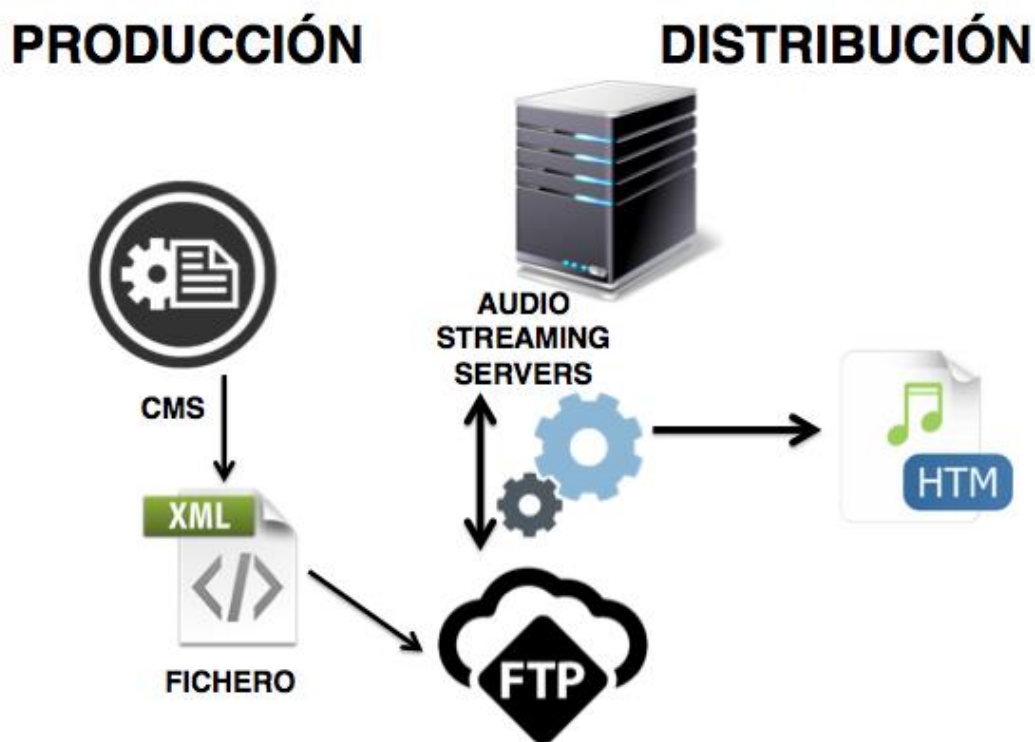 PRODUCCIÓN
DISTRIBUCIÓN
AUDIO
STREAMING
SERVERS
CMS
XML
</>
FICHERO
FTP
HTM